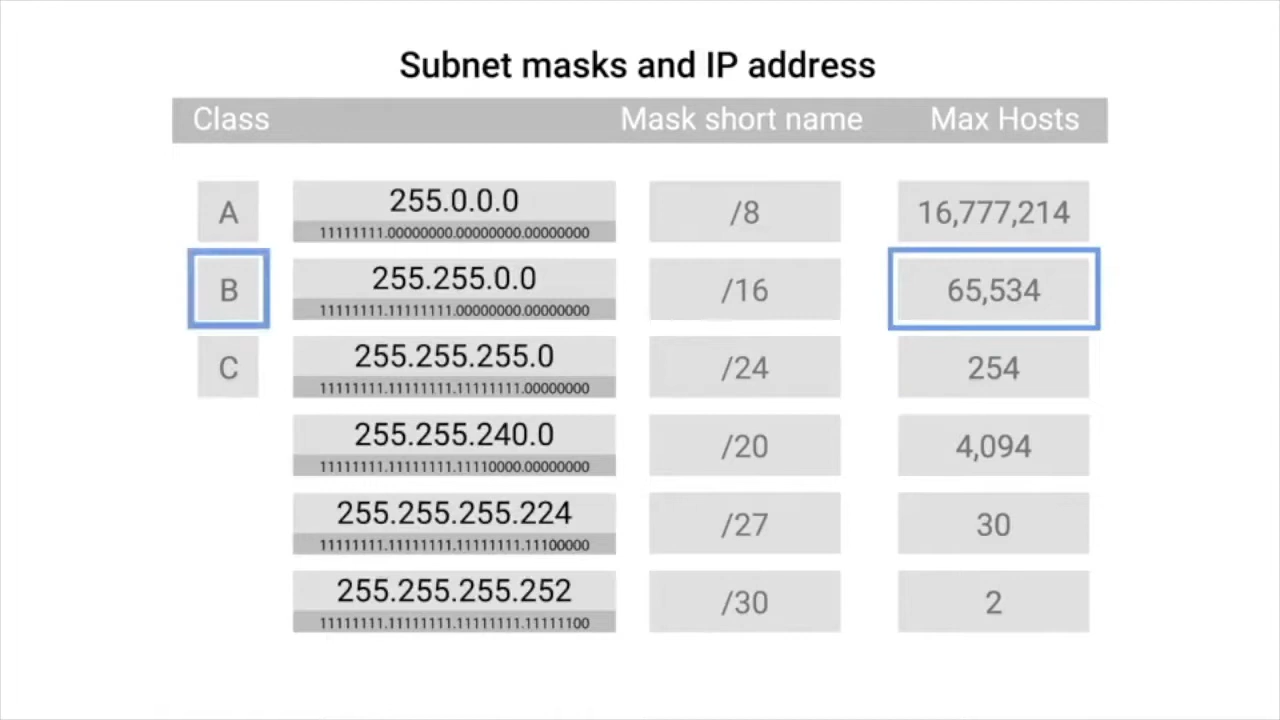 Subnet masks and IP address
Class Mask short name Max Hosts
A 255.0.0.0 /8 16,777,214
11111111.00000000.00000000.00000000
B 255.255.0.0 /16 65,534
11111111.11111111.00000000.00000000
C 255.255.255.0 /24 254
11111111.11111111.11111111.00000000
255.255.240.0 /20 4,094
11111111.11111111.11110000.00000000
255.255.255.224 /27 30
11111111.11111111.11111111.11100000
255.255.255.252 /30 2
11111111.11111111.11111111.11111100